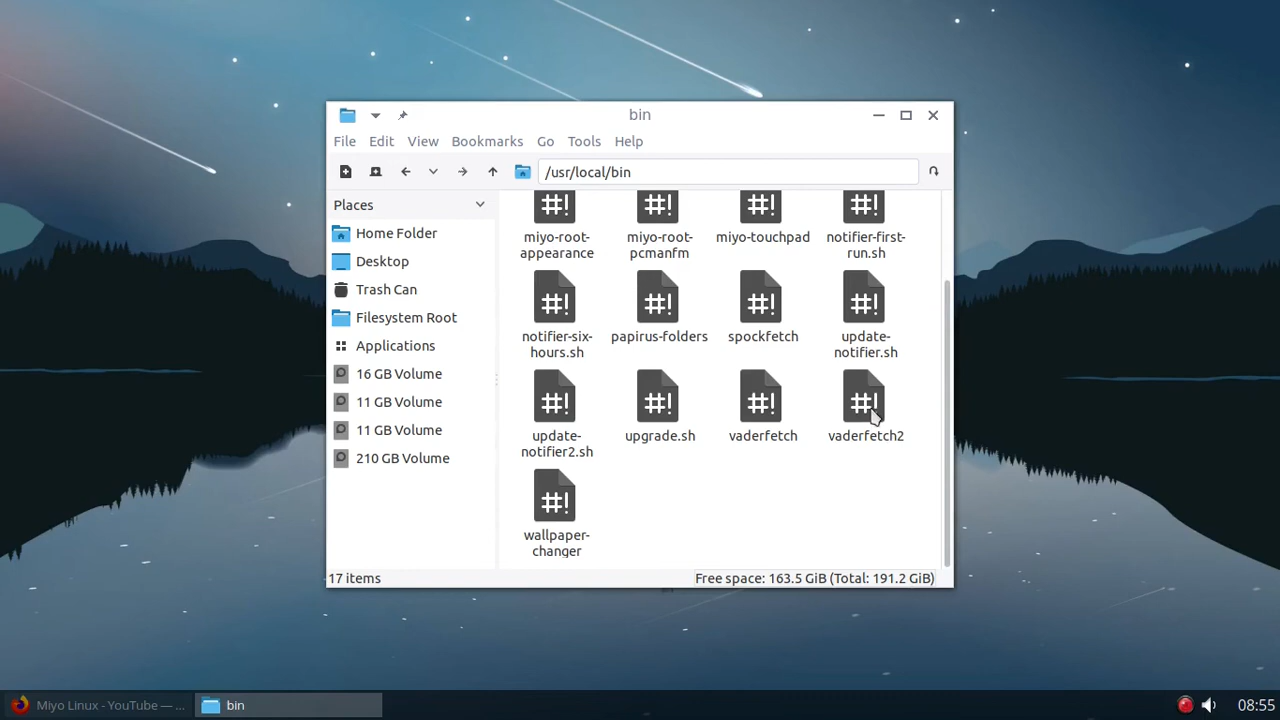 bin
File Edit View Bookmarks Go Tools Help
/usr/local/bin
Places
Home Folder
Desktop
Trash Can
Filesystem Root
Applications
16 GB Volume
11 GB Volume
11 GB Volume
210 GB Volume
miyo-root-
appearance
miyo-root-
pcmanfm
miyo-touchpad
notifier-first-
run.sh
notifier-six-
hours.sh
papirus-folders
spockfetch
update-
notifier.sh
update-
notifier2.sh
upgrade.sh
vaderfetch
vaderfetch2
wallpaper-
changer
17 items
Free space: 163.5 GiB (Total: 191.2 GiB)
Miyo Linux - YouTube — ...
bin
08:55